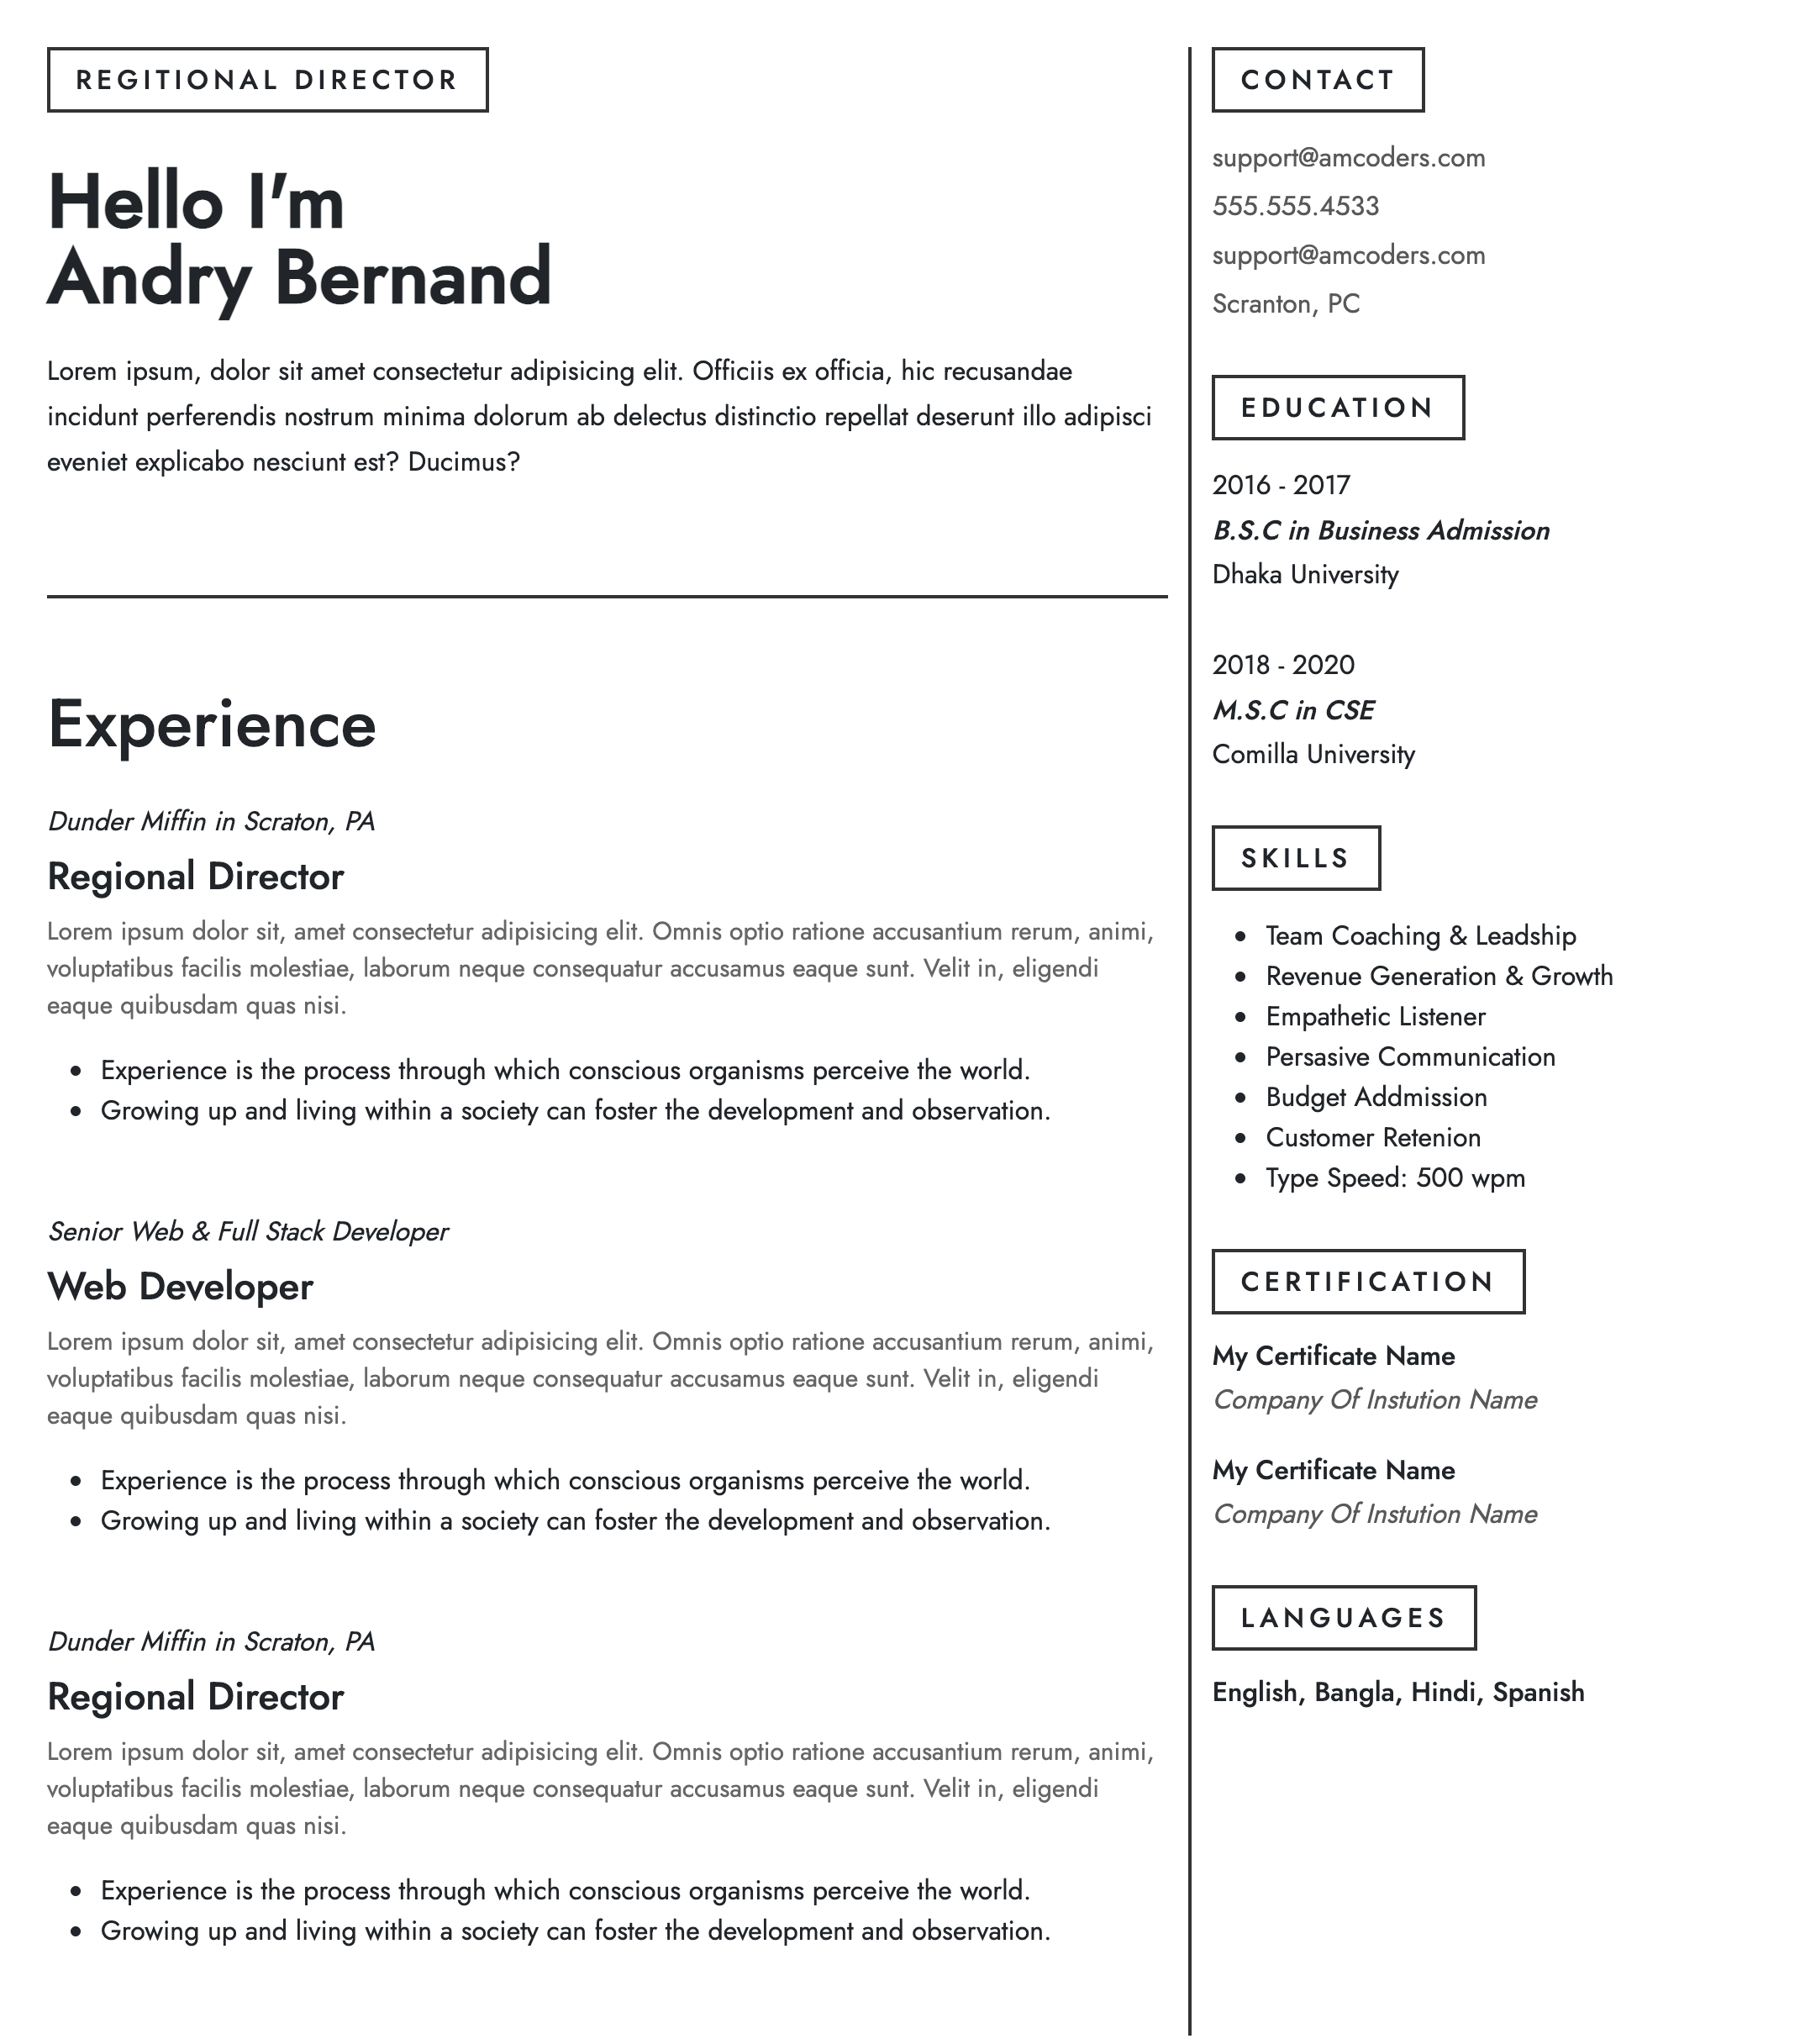 REGITIONAL DIRECTOR
Hello I'm
Andry Bernand
Lorem ipsum, dolor sit amet consectetur adipisicing elit. Officiis ex officia, hic recusandae
incidunt perferendis nostrum minima dolorum ab delectus distinctio repellat deserunt illo adipisci
eveniet explicabo nesciunt est? Ducimus?
Experience
Dunder Miffin in Scraton, PA
Regional Director
Lorem ipsum dolor sit, amet consectetur adipisicing elit. Omnis optio ratione accusantium rerum, animi,
voluptatibus facilis molestiae, laborum neque consequatur accusamus eaque sunt. Velit in, eligendi
eaque quibusdam quas nisi.
• Experience is the process through which conscious organisms perceive the world.
• Growing up and living within a society can foster the development and observation.
Senior Web & Full Stack Developer
Web Developer
Lorem ipsum dolor sit, amet consectetur adipisicing elit. Omnis optio ratione accusantium rerum, animi,
voluptatibus facilis molestiae, laborum neque consequatur accusamus eaque sunt. Velit in, eligendi
eaque quibusdam quas nisi.
• Experience is the process through which conscious organisms perceive the world.
• Growing up and living within a society can foster the development and observation.
Dunder Miffin in Scraton, PA
Regional Director
Lorem ipsum dolor sit, amet consectetur adipisicing elit. Omnis optio ratione accusantium rerum, animi,
voluptatibus facilis molestiae, laborum neque consequatur accusamus eaque sunt. Velit in, eligendi
eaque quibusdam quas nisi.
• Experience is the process through which conscious organisms perceive the world.
• Growing up and living within a society can foster the development and observation.
CONTACT
support@amcoders.com
555.555.4533
support@amcoders.com
Scranton, PC
EDUCATION
2016 - 2017
B.S.C in Business Admission
Dhaka University
2018 - 2020
M.S.C in CSE
Comilla University
SKILLS
• Team Coaching & Leadship
• Revenue Generation & Growth
• Empathetic Listener
• Persasive Communication
• Budget Addmission
• Customer Retenion
• Type Speed: 500 wpm
CERTIFICATION
My Certificate Name
Company Of Instution Name
My Certificate Name
Company Of Instution Name
LANGUAGES
English, Bangla, Hindi, Spanish